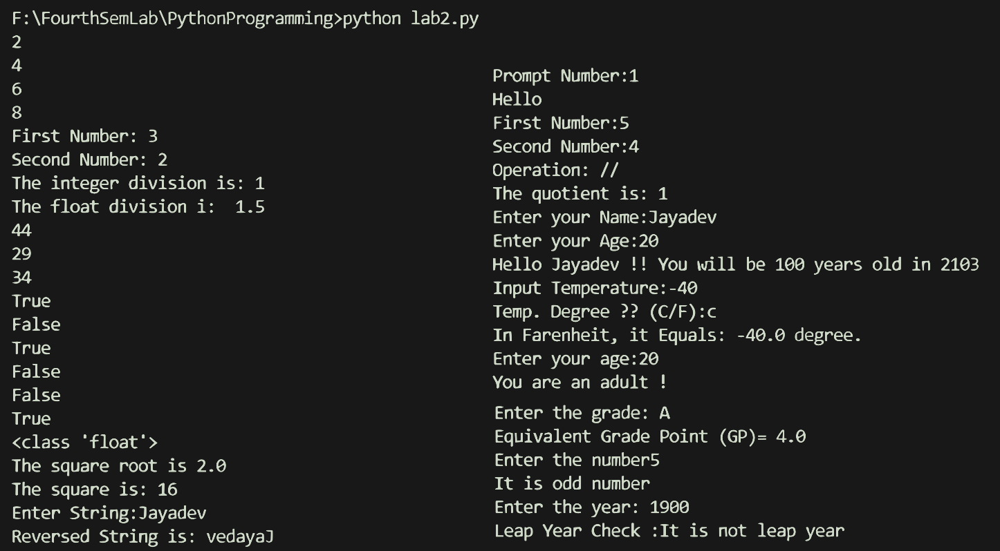 F:\FourthSemLab\PythonProgramming>python lab2.py
2
4
6
8
First Number: 3
Second Number: 2
The integer division is: 1
The float division i:  1.5
44
29
34
True
False
True
False
False
True
<class 'float'>
The square root is 2.0
The square is: 16
Enter String:Jayadev
Reversed String is: vedayaJ
Prompt Number:1
Hello
First Number:5
Second Number:4
Operation: //
The quotient is: 1
Enter your Name:Jayadev
Enter your Age:20
Hello Jayadev !! You will be 100 years old in 2103
Input Temperature:-40
Temp. Degree ?? (C/F):c
In Farenheit, it Equals: -40.0 degree.
Enter your age:20
You are an adult !
Enter the grade: A
Equivalent Grade Point (GP)= 4.0
Enter the number5
It is odd number
Enter the year: 1900
Leap Year Check :It is not leap year